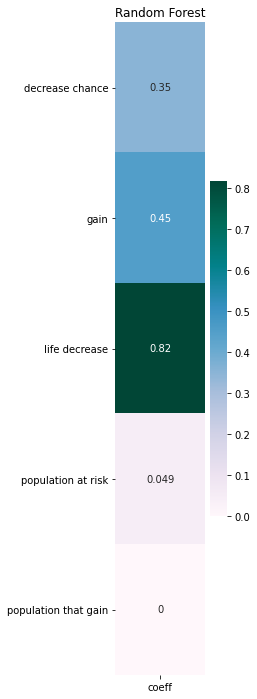 Random Forest
decrease chance
0.35
gain
0.45
life decrease
0.82
population at risk
0.049
population that gain
0
coeff
0.8
0.7
0.6
0.5
0.4
0.3
0.2
0.1
0.0